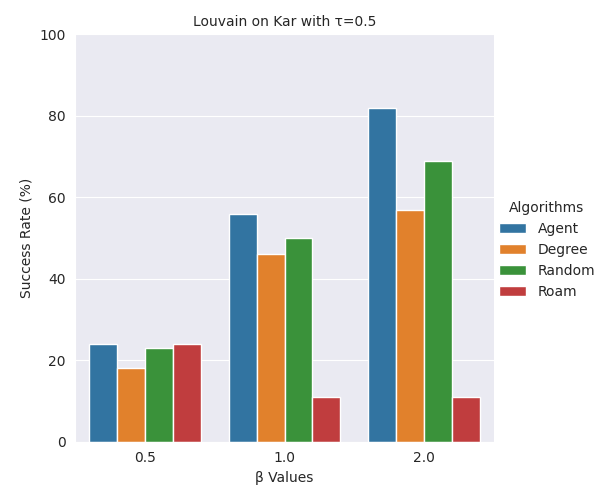 Louvain on Kar with τ=0.5
100
80
60
40
20
0
Success Rate (%)
0.5
1.0
2.0
β Values
Algorithms
Agent
Degree
Random
Roam